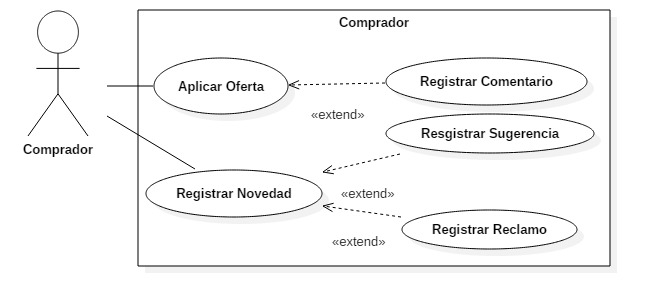 Comprador
Aplicar Oferta
Registrar Comentario
«extend»
Resgistrar Sugerencia
Comprador
Registrar Novedad
«extend»
Registrar Reclamo
«extend»